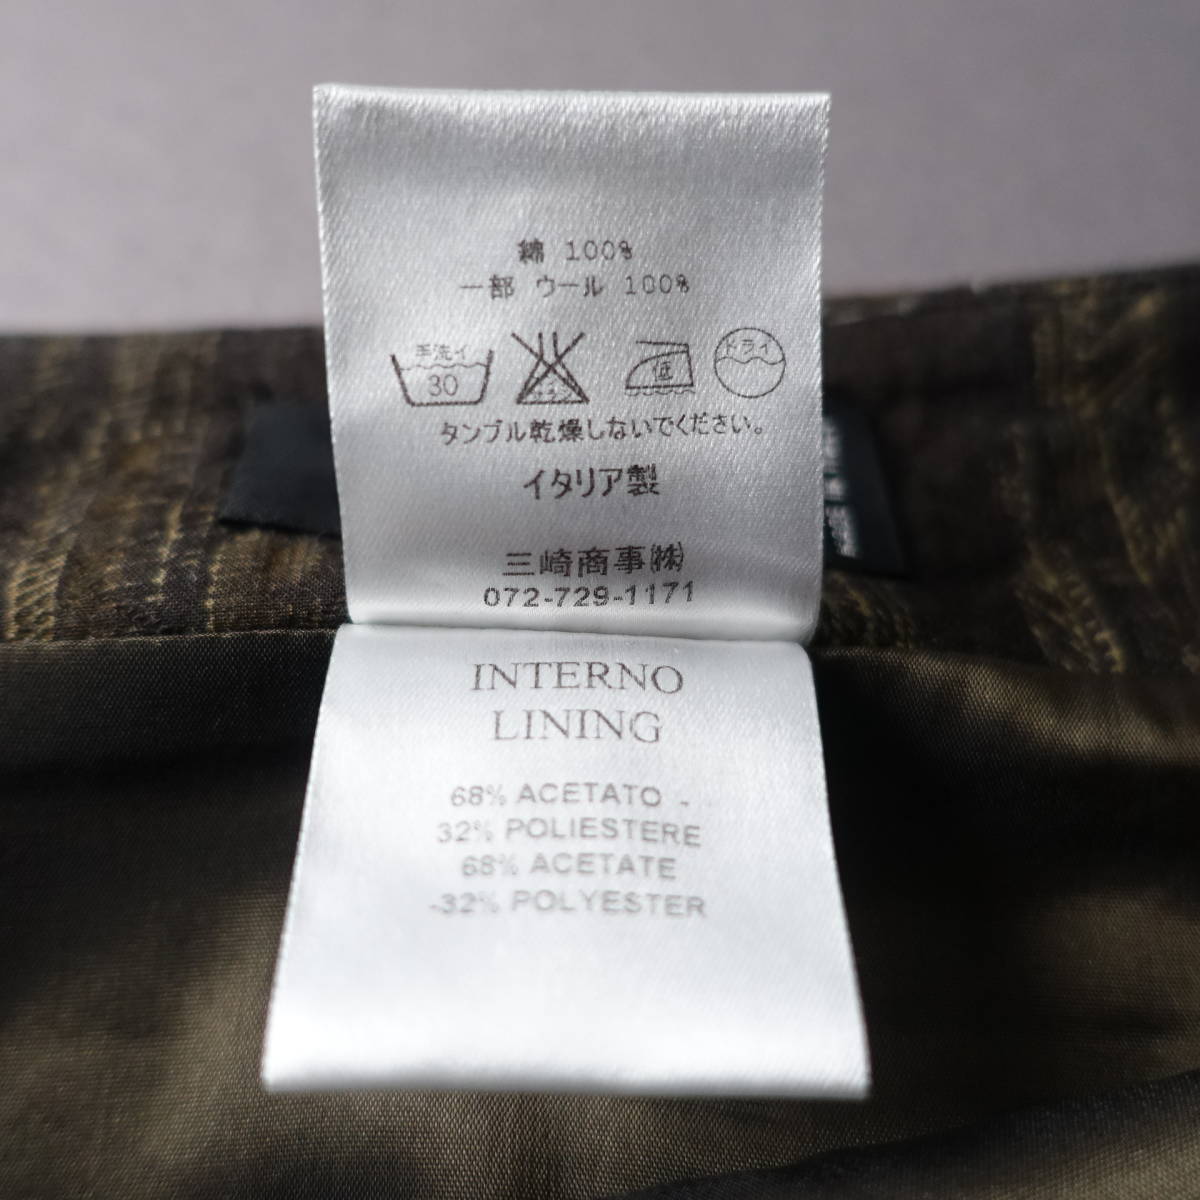 綿 100%
一部 ウール 100%
手洗イ
30
低
ドライ
タンブル乾燥しないでください。
イタリア製
三崎商事㈱
072-729-1171
INTERNO
LINING
68% ACETATO -
32% POLIESTERE
68% ACETATE
-32% POLYESTER